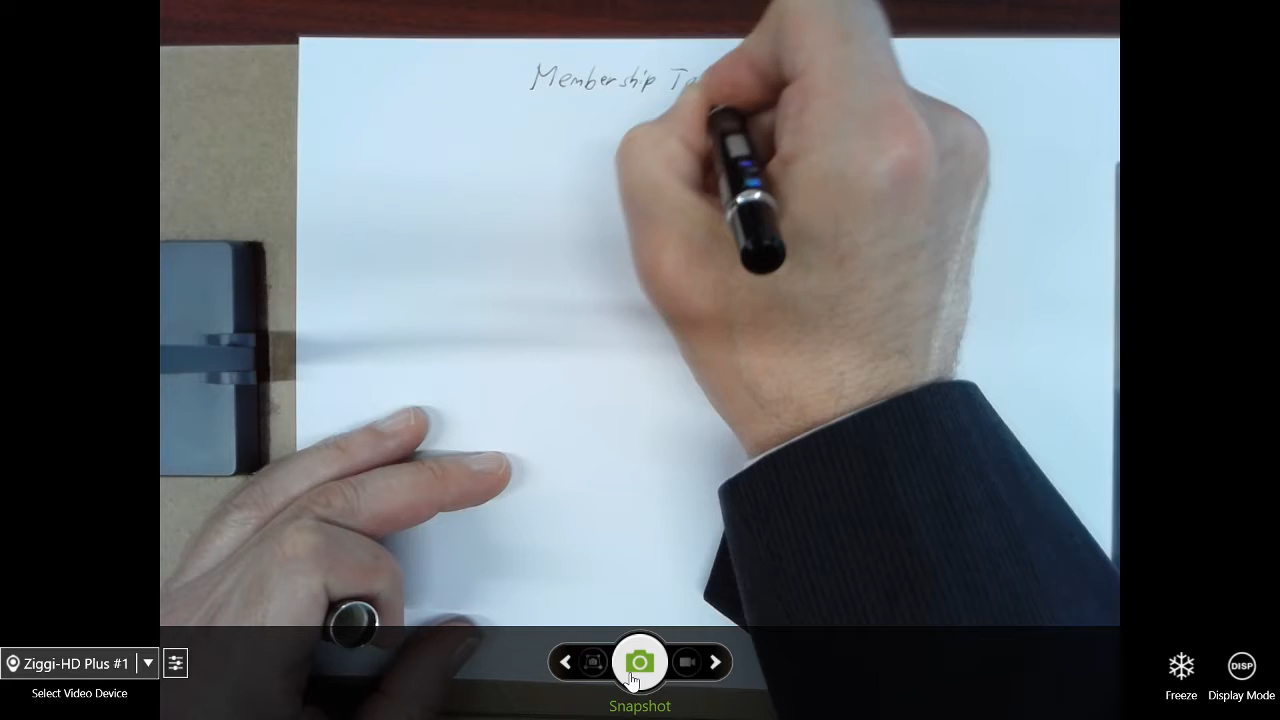 Membership
Ziggi-HD Plus #1
Select Video Device
Snapshot
Freeze
DISP
Display Mode